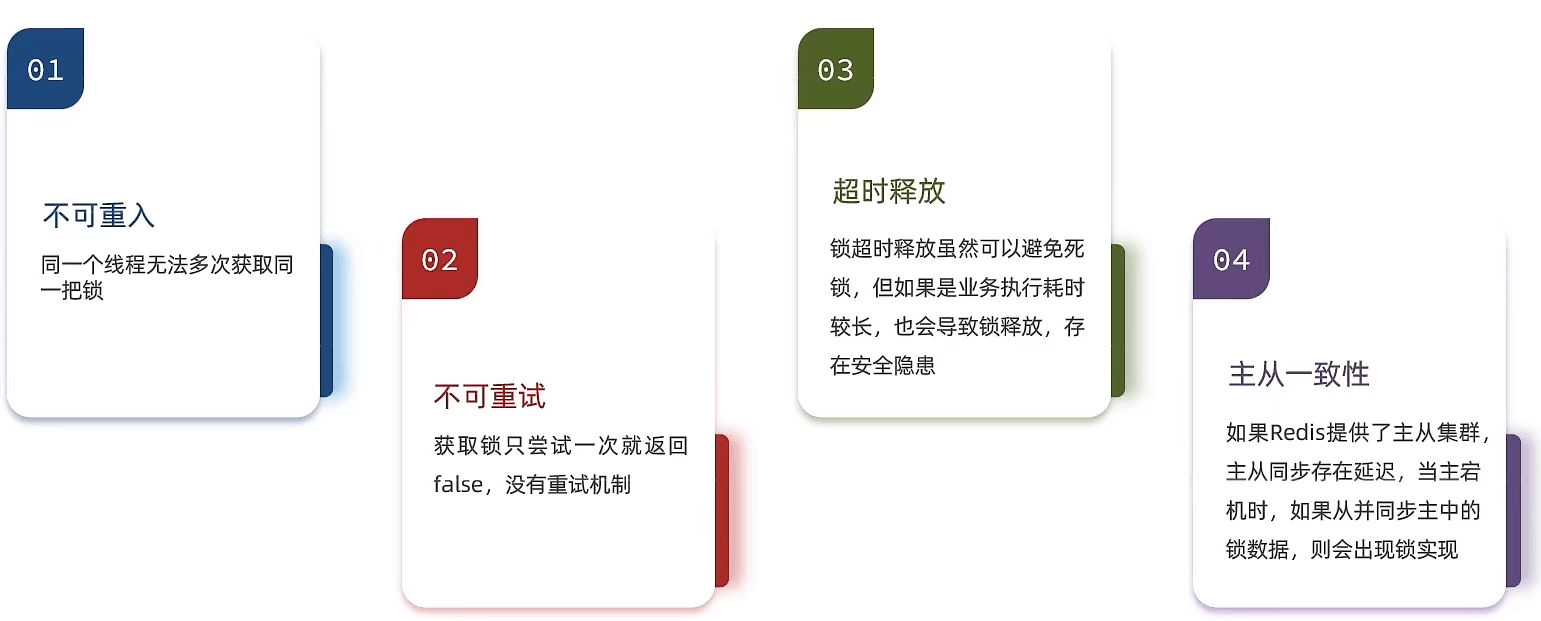 01
不可重入
同一个线程无法多次获取同
一把锁
02
不可重试
获取锁只尝试一次就返回
false，没有重试机制
03
超时释放
锁超时释放虽然可以避免死
锁，但如果是业务执行耗时
较长，也会导致锁释放，存
在安全隐患
04
主从一致性
如果Redis提供了主从集群，
主从同步存在延迟，当主宕
机时，如果从并同步主中的
锁数据，则会出现锁实现